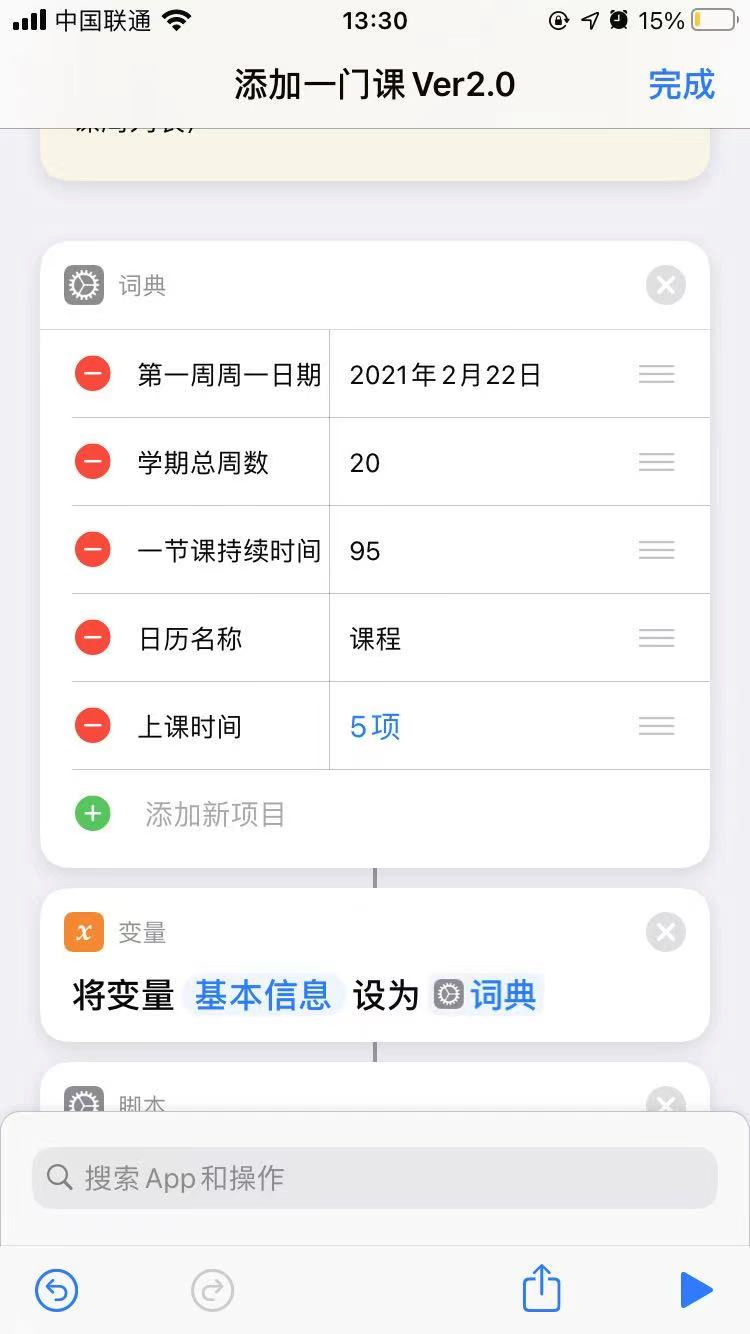 中国联通
13:30
15%
添加一门课 Ver2.0
完成
词典
第一周周一日期 2021年2月22日
学期总周数 20
一节课持续时间 95
日历名称 课程
上课时间 5项
添加新项目
变量
将变量 基本信息 设为 词典
脚本
搜索 App 和操作